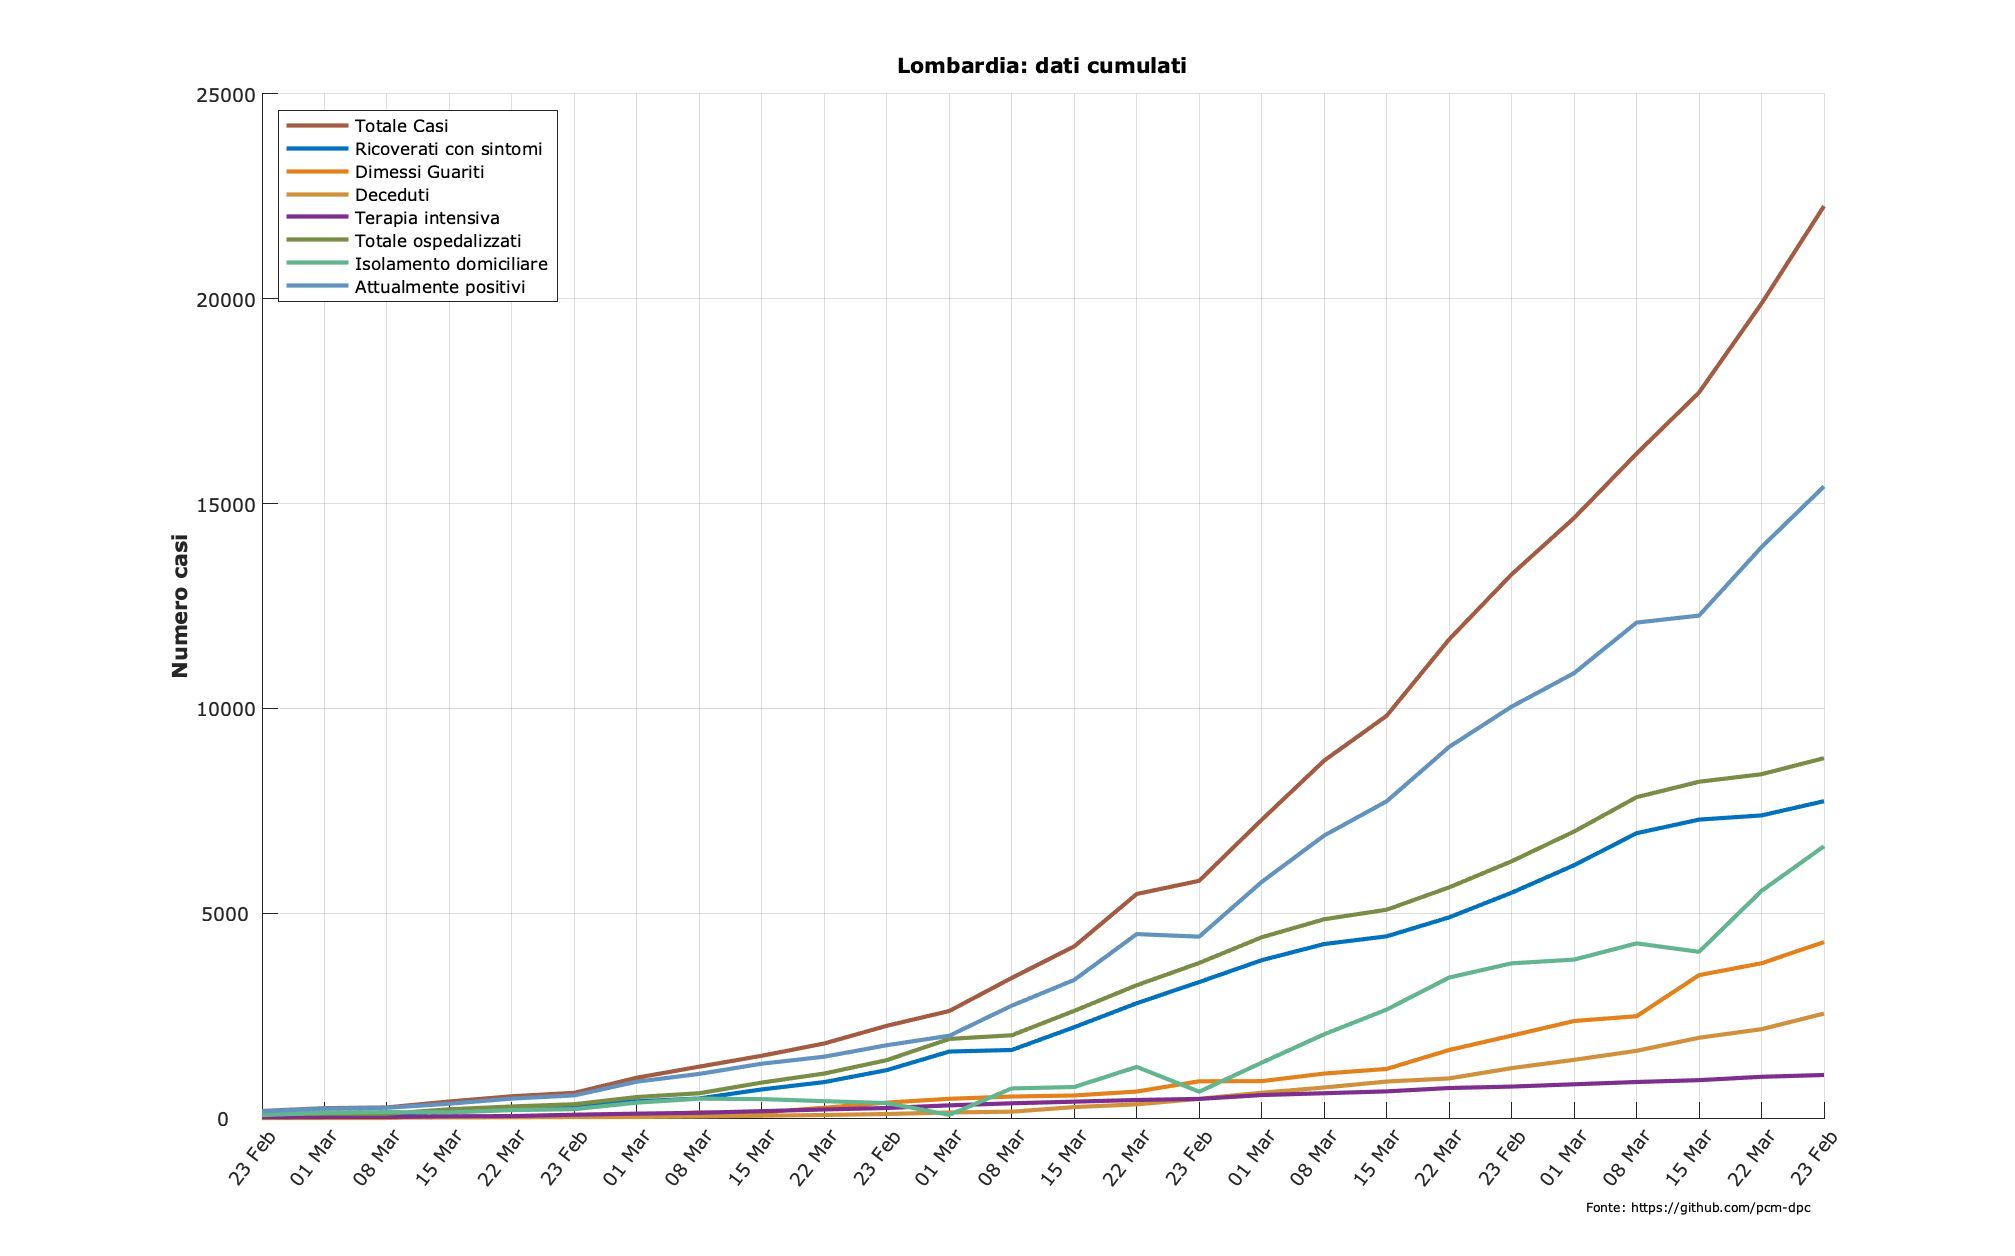 Lombardia: dati cumulati
25000
20000
15000
10000
5000
0
Numero casi
Totale Casi
Ricoverati con sintomi
Dimessi Guariti
Deceduti
Terapia intensiva
Totale ospedalizzati
Isolamento domiciliare
Attualmente positivi
23 Feb
01 Mar
08 Mar
15 Mar
22 Mar
23 Feb
01 Mar
08 Mar
15 Mar
22 Mar
23 Feb
01 Mar
08 Mar
15 Mar
22 Mar
23 Feb
01 Mar
08 Mar
15 Mar
22 Mar
23 Feb
01 Mar
08 Mar
15 Mar
22 Mar
23 Feb
Fonte: https://github.com/pcm-dpc